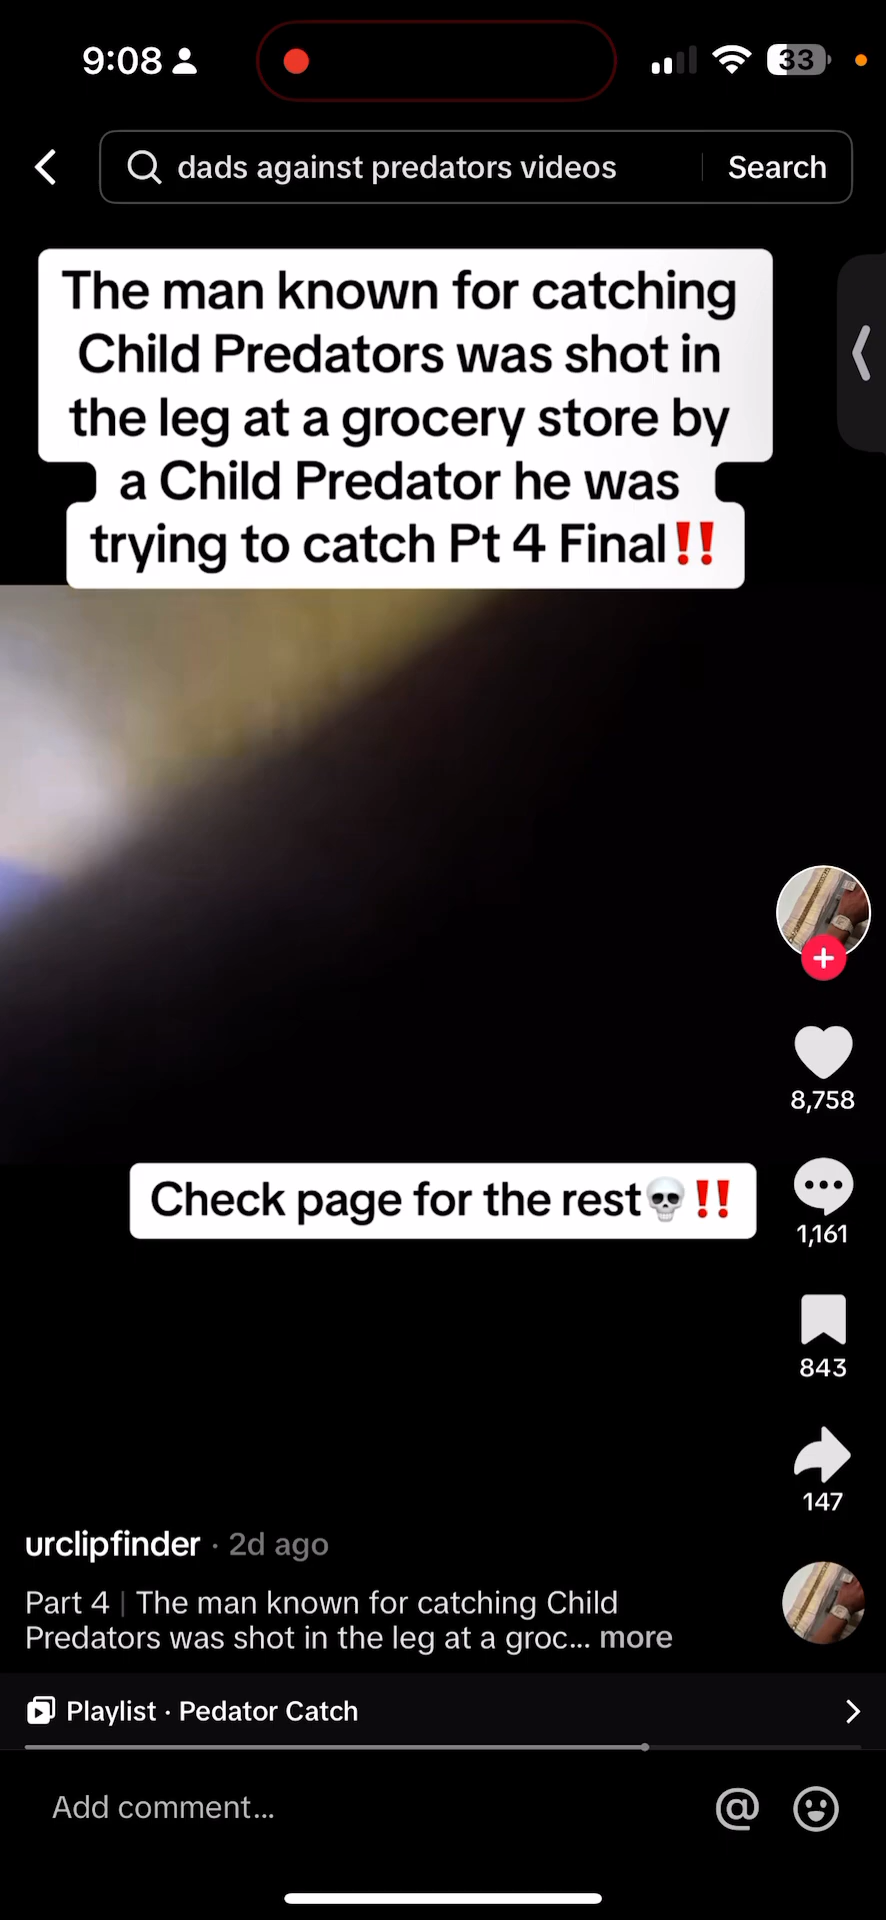 9:08
33
dads against predators videos
Search
The man known for catching
Child Predators was shot in
the leg at a grocery store by
a Child Predator he was
trying to catch Pt 4 Final‼️
8,758
Check page for the rest💀‼️
1,161
843
147
urclipfinder · 2d ago
Part 4 | The man known for catching Child
Predators was shot in the leg at a groc... more
Playlist · Pedator Catch
Add comment...